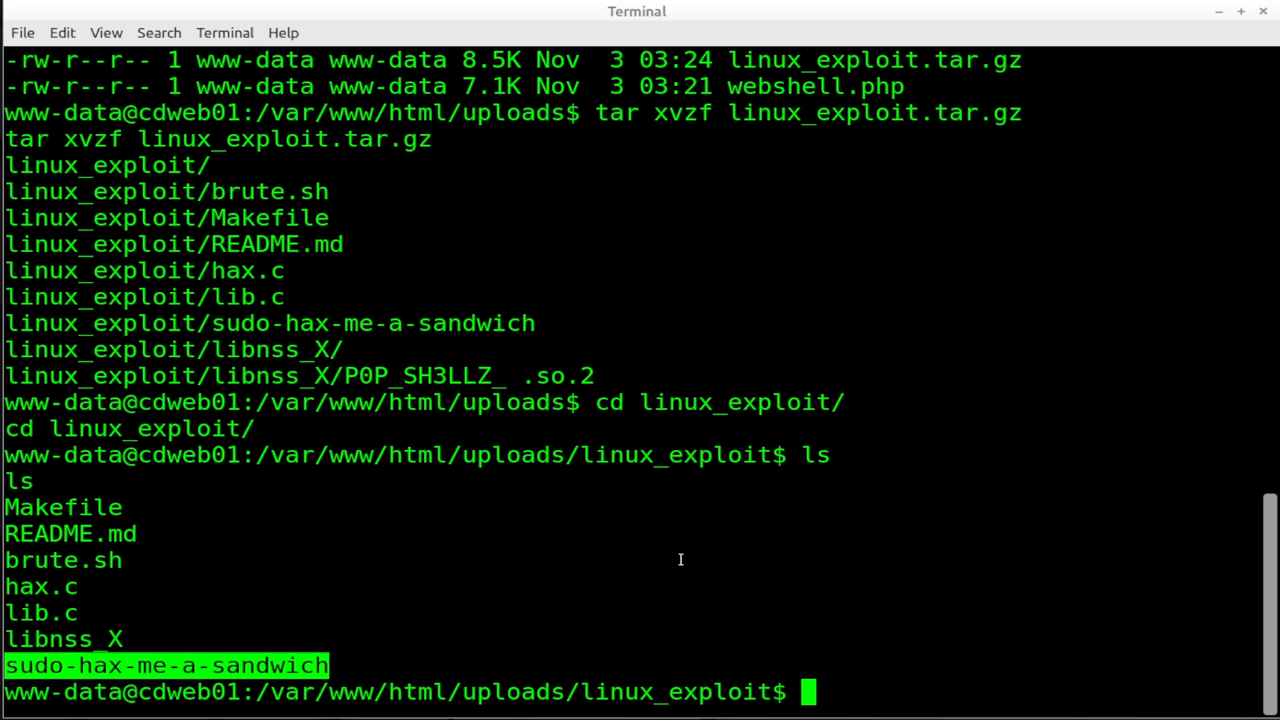 Terminal
File Edit View Search Terminal Help
-rw-r--r-- 1 www-data www-data 8.5K Nov  3 03:24 linux_exploit.tar.gz
-rw-r--r-- 1 www-data www-data 7.1K Nov  3 03:21 webshell.php
www-data@cdweb01:/var/www/html/uploads$ tar xvzf linux_exploit.tar.gz
tar xvzf linux_exploit.tar.gz
linux_exploit/
linux_exploit/brute.sh
linux_exploit/Makefile
linux_exploit/README.md
linux_exploit/hax.c
linux_exploit/lib.c
linux_exploit/sudo-hax-me-a-sandwich
linux_exploit/libnss_X/
linux_exploit/libnss_X/P0P_SH3LLZ_ .so.2
www-data@cdweb01:/var/www/html/uploads$ cd linux_exploit/
cd linux_exploit/
www-data@cdweb01:/var/www/html/uploads/linux_exploit$ ls
ls
Makefile
README.md
brute.sh
hax.c
lib.c
libnss_X
sudo-hax-me-a-sandwich
www-data@cdweb01:/var/www/html/uploads/linux_exploit$